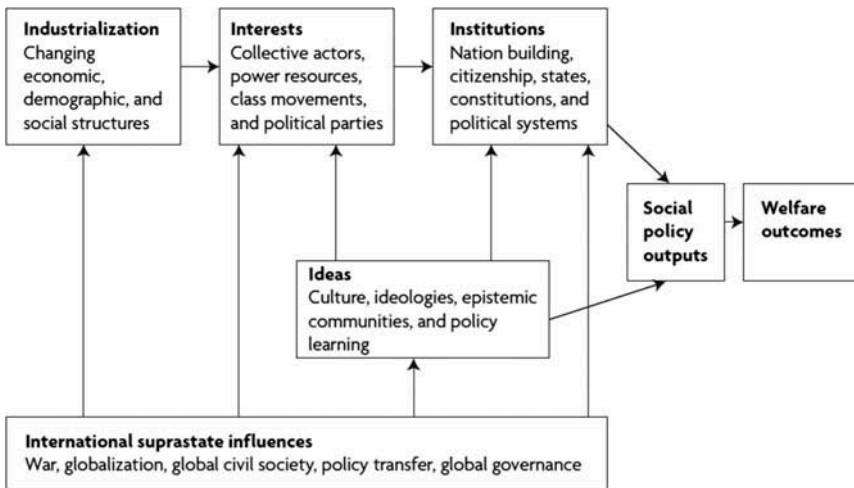 Industrialization
Changing
economic,
demographic, and
social structures
Interests
Collective actors,
power resources,
class movements,
and political parties
Institutions
Nation building,
citizenship, states,
constitutions, and
political systems
Social
policy
outputs
Welfare
outcomes
Ideas
Culture, ideologies, epistemic
communities, and policy
learning
International suprastate influences
War, globalization, global civil society, policy transfer, global governance